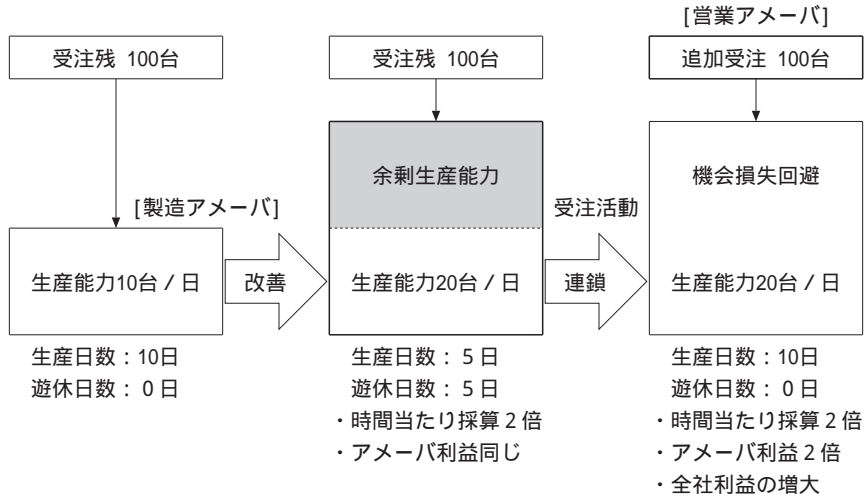 [営業アメーバ]
受注残 100台
受注残 100台
追加受注 100台
余剰生産能力
機会損失回避
[製造アメーバ]
受注活動
生産能力10台/日
改善
生産能力20台/日
連鎖
生産能力20台/日
生産日数:10日
遊休日数:0日
生産日数:5日
遊休日数:5日
・時間当たり採算2倍
・アメーバ利益同じ
生産日数:10日
遊休日数:0日
・時間当たり採算2倍
・アメーバ利益2倍
・全社利益の増大